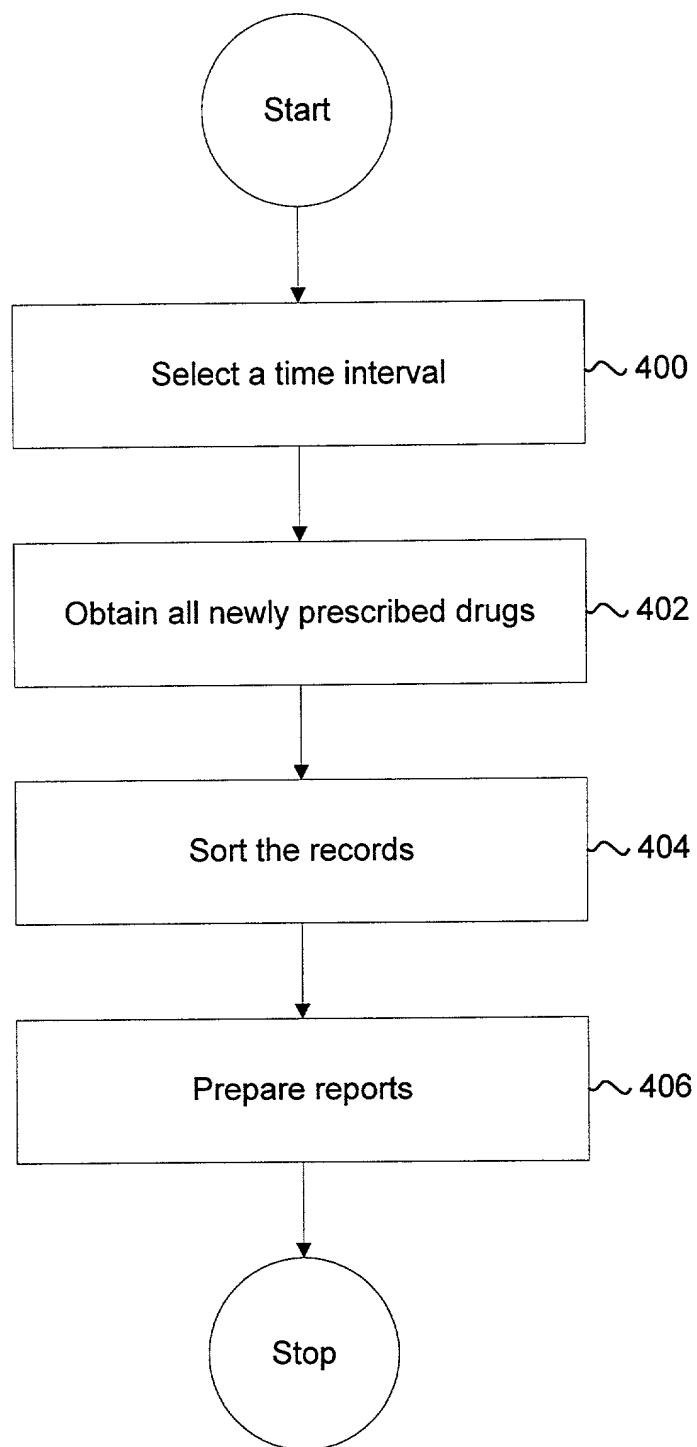 Start
Select a time interval
400
Obtain all newly prescribed drugs
402
Sort the records
404
Prepare reports
406
Stop